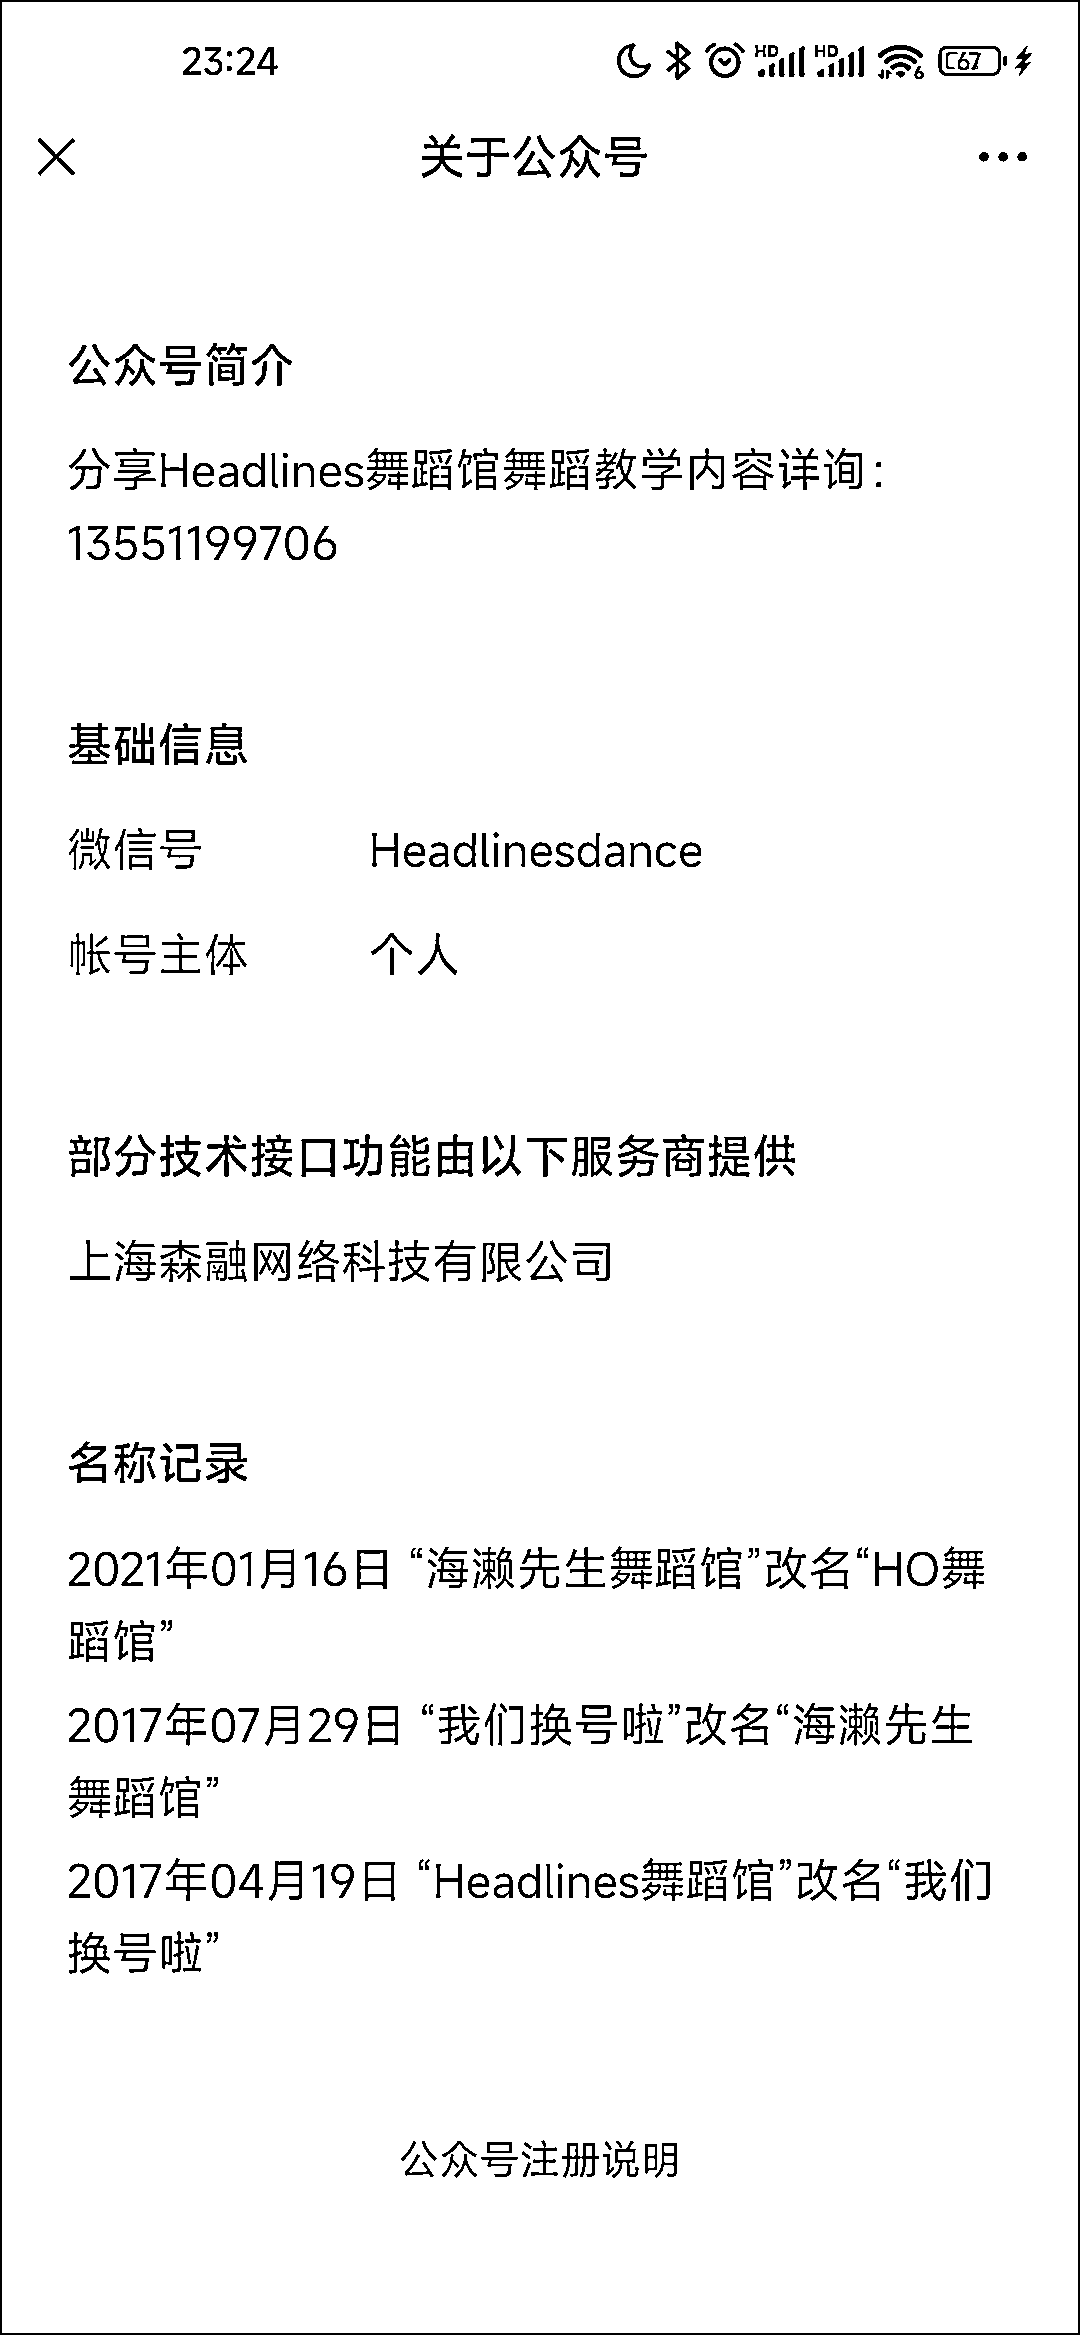 23:24
HD HD 6 67
关于公众号
公众号简介
分享Headlines舞蹈馆舞蹈教学内容详询：
13551199706
基础信息
微信号 Headlinesdance
帐号主体 个人
部分技术接口功能由以下服务商提供
上海森融网络科技有限公司
名称记录
2021年01月16日 “海濑先生舞蹈馆”改名“HO舞
蹈馆”
2017年07月29日 “我们换号啦”改名“海濑先生
舞蹈馆”
2017年04月19日 “Headlines舞蹈馆”改名“我们
换号啦”
公众号注册说明